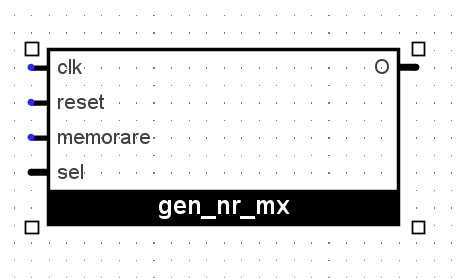 clk O
reset
memorare
sel
gen_nr_mx